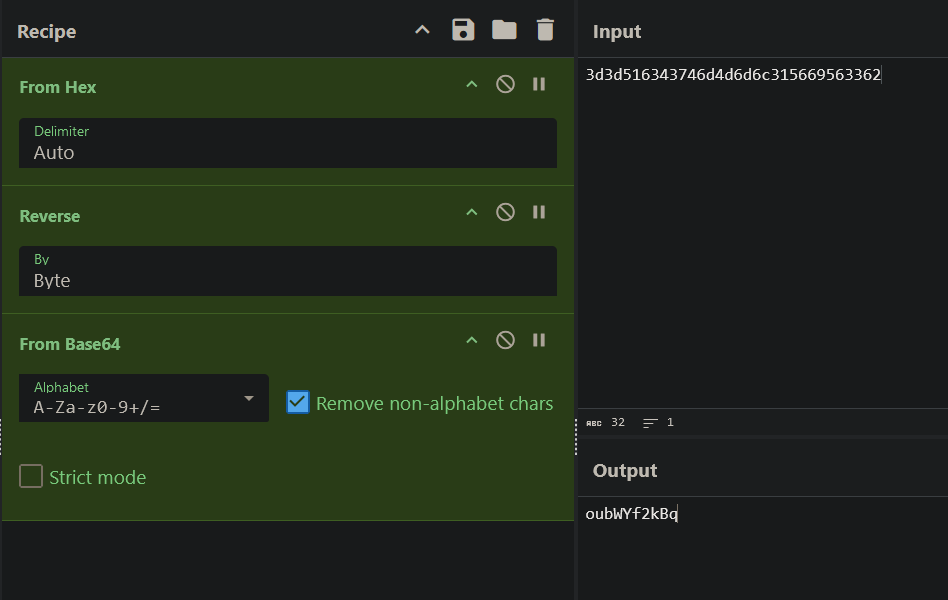 Recipe
From Hex
Delimiter
Auto
Reverse
By
Byte
From Base64
Alphabet
A-Za-z0-9+/=
Remove non-alphabet chars
Strict mode
Input
3d3d516343746d4d6d6c315669563362
ABC 32 1
Output
oubWYf2kBq